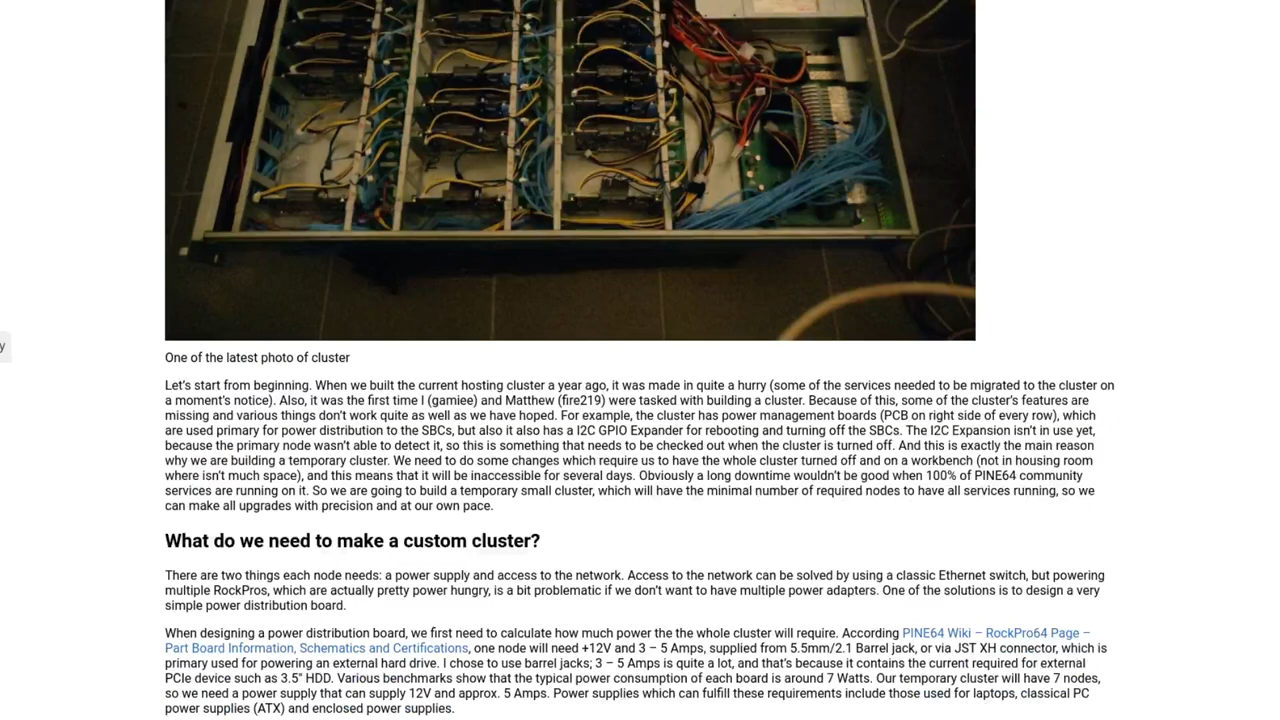 y
One of the latest photo of cluster
Let’s start from beginning. When we built the current hosting cluster a year ago, it was made in quite a hurry (some of the services needed to be migrated to the cluster on
a moment’s notice). Also, it was the first time I (gamiee) and Matthew (fire219) were tasked with building a cluster. Because of this, some of the cluster’s features are
missing and various things don’t work quite as well as we have hoped. For example, the cluster has power management boards (PCB on right side of every row), which
are used primary for power distribution to the SBCs, but also it also has a I2C GPIO Expander for rebooting and turning off the SBCs. The I2C Expansion isn’t in use yet,
because the primary node wasn’t able to detect it, so this is something that needs to be checked out when the cluster is turned off. And this is exactly the main reason
why we are building a temporary cluster. We need to do some changes which require us to have the whole cluster turned off and on a workbench (not in housing room
where isn’t much space), and this means that it will be inaccessible for several days. Obviously a long downtime wouldn’t be good when 100% of PINE64 community
services are running on it. So we are going to build a temporary small cluster, which will have the minimal number of required nodes to have all services running, so we
can make all upgrades with precision and at our own pace.
What do we need to make a custom cluster?
There are two things each node needs: a power supply and access to the network. Access to the network can be solved by using a classic Ethernet switch, but powering
multiple RockPros, which are actually pretty power hungry, is a bit problematic if we don’t want to have multiple power adapters. One of the solutions is to design a very
simple power distribution board.
When designing a power distribution board, we first need to calculate how much power the the whole cluster will require. According PINE64 Wiki – RockPro64 Page –
Part Board Information, Schematics and Certifications, one node will need +12V and 3 – 5 Amps, supplied from 5.5mm/2.1 Barrel jack, or via JST XH connector, which is
primary used for powering an external hard drive. I chose to use barrel jacks; 3 – 5 Amps is quite a lot, and that’s because it contains the current required for external
PCIe device such as 3.5" HDD. Various benchmarks show that the typical power consumption of each board is around 7 Watts. Our temporary cluster will have 7 nodes,
so we need a power supply that can supply 12V and approx. 5 Amps. Power supplies which can fulfill these requirements include those used for laptops, classical PC
power supplies (ATX) and enclosed power supplies.